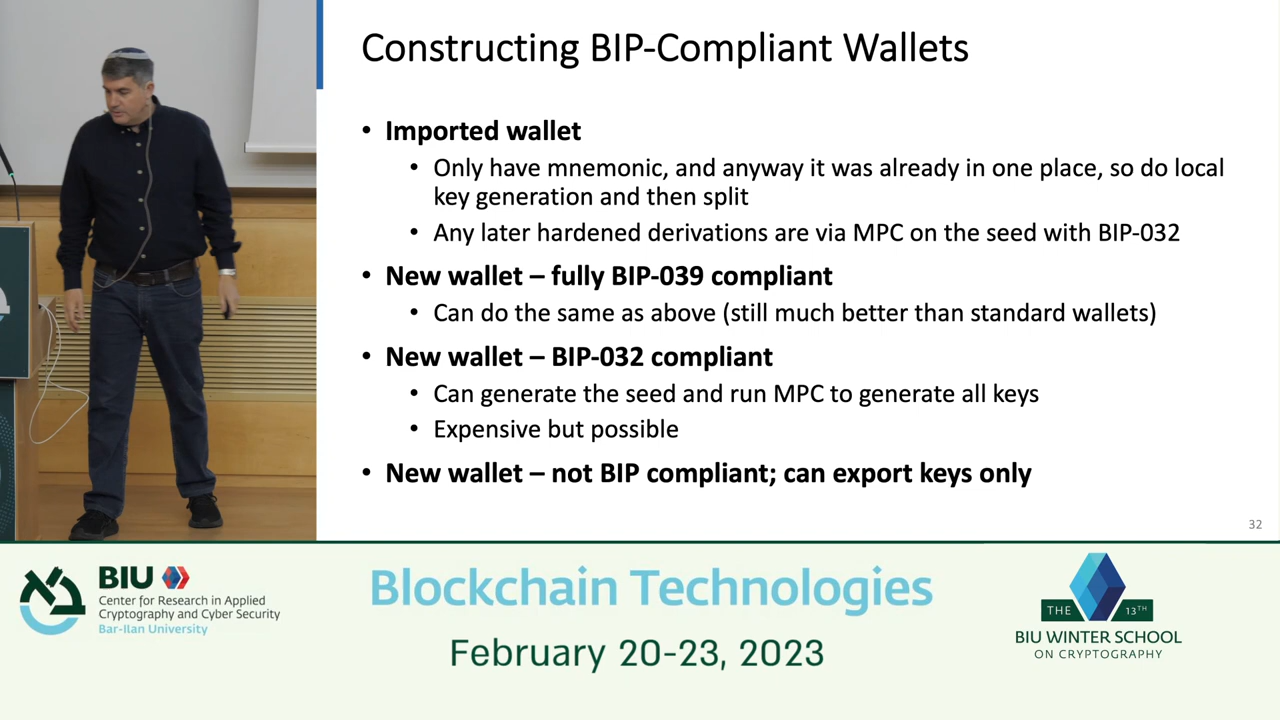 Constructing BIP-Compliant Wallets
• Imported wallet
• Only have mnemonic, and anyway it was already in one place, so do local
key generation and then split
• Any later hardened derivations are via MPC on the seed with BIP-032
• New wallet – fully BIP-039 compliant
• Can do the same as above (still much better than standard wallets)
• New wallet – BIP-032 compliant
• Can generate the seed and run MPC to generate all keys
• Expensive but possible
• New wallet – not BIP compliant; can export keys only
32
BIU
Center for Research in Applied
Cryptography and Cyber Security
Bar-Ilan University
Blockchain Technologies
February 20-23, 2023
THE 13TH
BIU WINTER SCHOOL
ON CRYPTOGRAPHY